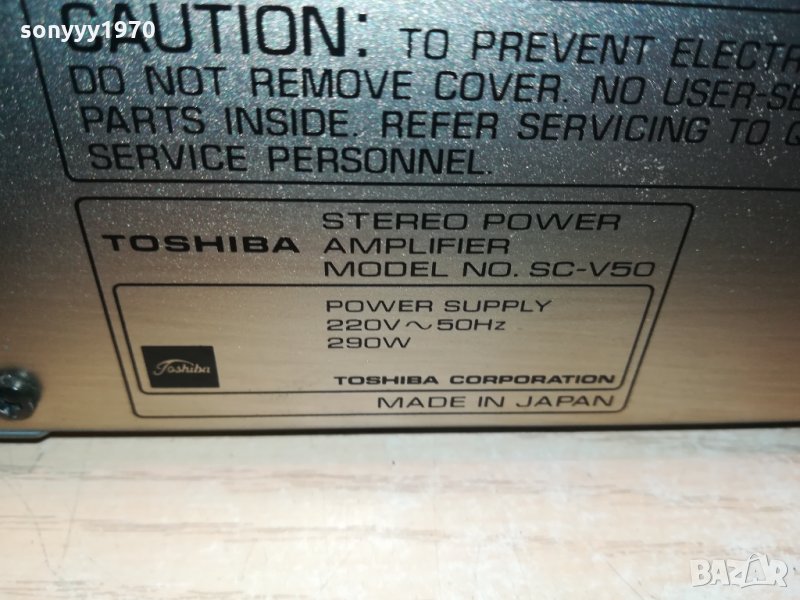 sonyyy1970
CAUTION: TO PREVENT
DO NOT REMOVE COVER. NO
PARTS INSIDE. REFER SERVICING TO
SERVICE PERSONNEL.
STEREO POWER
TOSHIBA AMPLIFIER
MODEL NO. SC-V50
POWER SUPPLY
220V ~ 50Hz
290W
Toshiba
TOSHIBA CORPORATION
MADE IN JAPAN
BAZAR